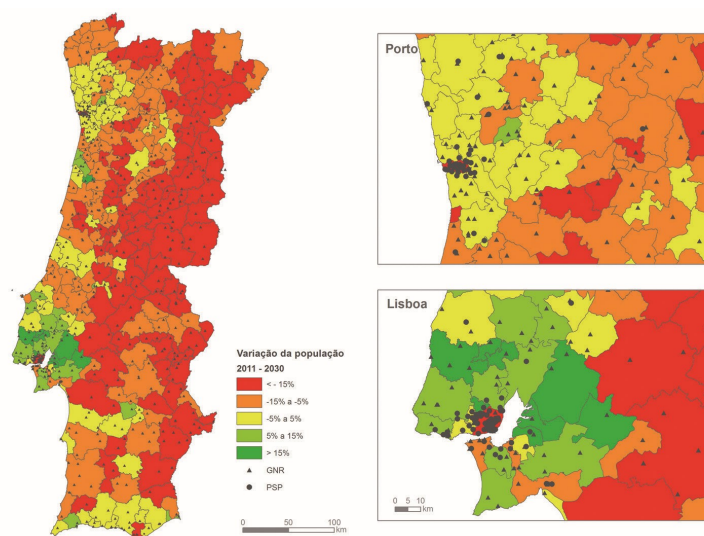 Porto
Lisboa
Variação da população
2011 - 2030
< - 15%
-15% a -5%
-5% a 5%
5% a 15%
> 15%
GNR
PSP
0 50 100
km
0 5 10
km